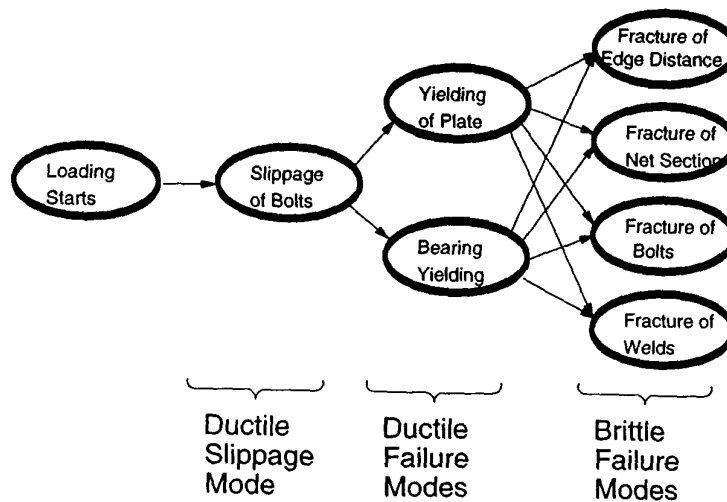 Loading
Starts
Slippage
of Bolts
Yielding
of Plate
Bearing
Yielding
Fracture of
Edge Distance
Fracture of
Net Section
Fracture of
Bolts
Fracture of
Welds
Ductile
Slippage
Mode
Ductile
Failure
Modes
Brittle
Failure
Modes